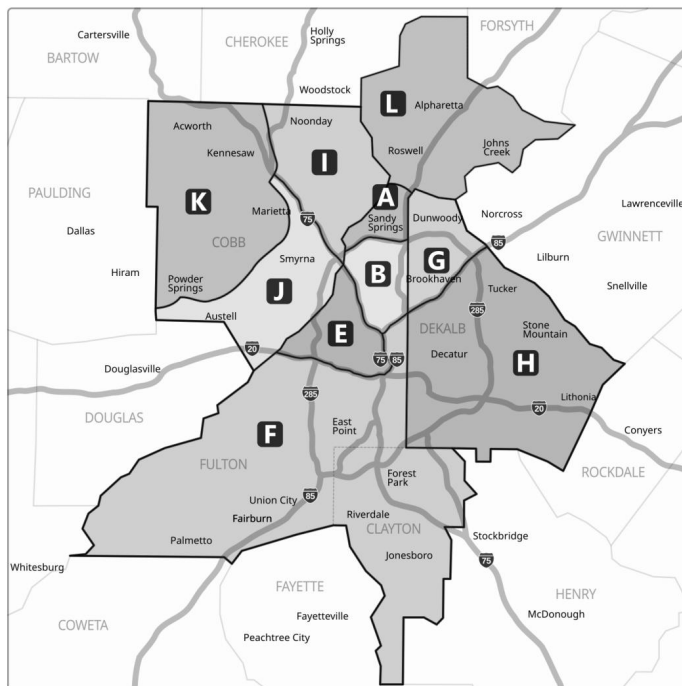 FORSYTH
Cartersville
Holly
Springs
CHEROKEE
BARTOW
Woodstock
L
Alpharetta
Acworth
Noonday
Johns
Creek
Roswell
Kennesaw
I
PAULDING
K
A
Marietta
75
Sandy
Springs
Dunwoody
Norcross
Lawrenceville
Dallas
COBB
85
GWINNETT
Hiram
Smyrna
B
G
Lilburn
Powder
Springs
J
Brookhaven
Tucker
Snellville
Austell
285
E
DEKALB
Stone
Mountain
20
75
85
Decatur
H
Douglasville
285
Lithonia
20
DOUGLAS
F
East
Point
Conyers
FULTON
Forest
Park
ROCKDALE
85
Union City
Fairburn
Riverdale
CLAYTON
Palmetto
Stockbridge
Jonesboro
75
Whitesburg
FAYETTE
HENRY
Fayetteville
McDonough
COWETA
Peachtree City